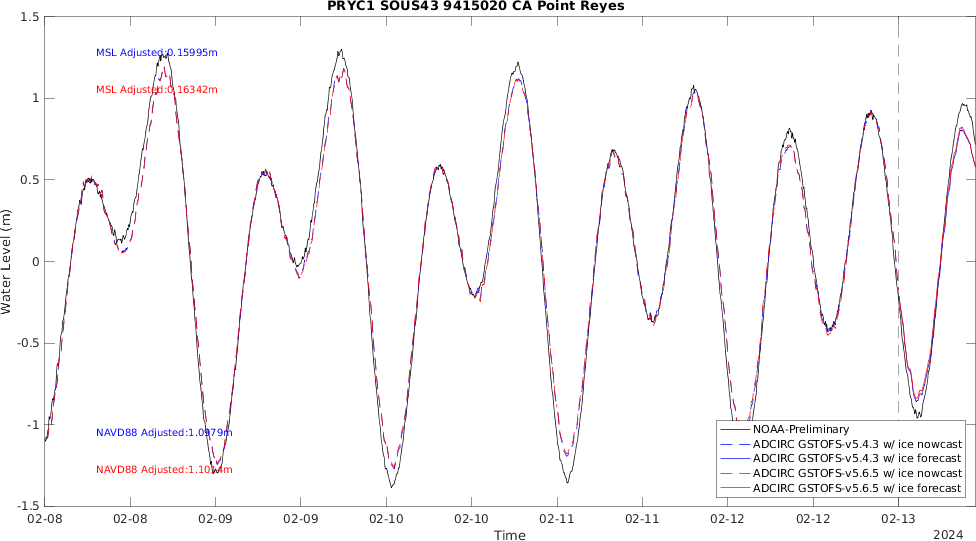 PRYC1 SOUS43 9415020 CA Point Reyes
1.5
1
0.5
0
-0.5
-1
-1.5
Water Level (m)
MSL Adjusted:0.15995m
MSL Adjusted:0.16342m
NAVD88 Adjusted:1.0979m
NAVD88
NOAA-Preliminary
ADCIRC GSTOFS-v5.4.3 w/ ice nowcast
ADCIRC GSTOFS-v5.4.3 w/ ice forecast
ADCIRC GSTOFS-v5.6.5 w/ ice nowcast
ADCIRC GSTOFS-v5.6.5 w/ ice forecast
02-08 02-08 02-09 02-09 02-10 02-10 02-11 02-11 02-12 02-12 02-13
Time
2024